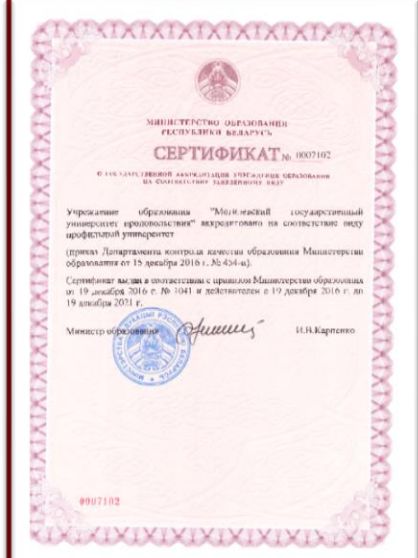 МИНИСТЕРСТВО ОБРАЗОВАНИЯ
РЕСПУБЛИКИ БЕЛАРУСЬ
СЕРТИФИКАТ № 0007102
О ГОСУДАРСТВЕННОЙ АККРЕДИТАЦИИ УЧРЕЖДЕНИЯ ОБРАЗОВАНИЯ
НА СООТВЕТСТВИЕ ЗАЯВЛЕННОМУ ВИДУ
Учреждение образования "Могилевский государственный
университет продовольствия" аккредитовано на соответствие виду
профильный университет
(приказ Департамента контроля качества образования Министерства
образования от 15 декабря 2016 г. № 454-и).
Сертификат выдан в соответствии с приказом Министерства образования
от 19 декабря 2016 г. № 1041 и действителен с 19 декабря 2016 г. до
19 декабря 2021 г.
Министр образования И.В.Карпенко
0007102